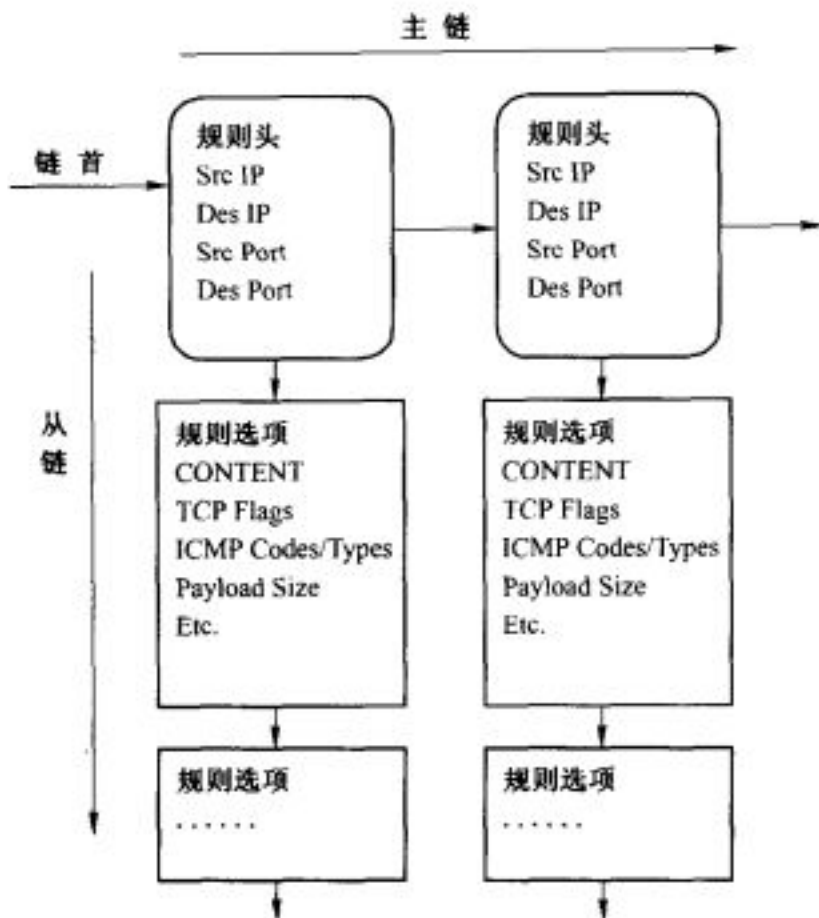 主 链
链 首
规则头
Src IP
Des IP
Src Port
Des Port
规则头
Src IP
Des IP
Src Port
Des Port
从
链
规则选项
CONTENT
TCP Flags
ICMP Codes/Types
Payload Size
Etc.
规则选项
CONTENT
TCP Flags
ICMP Codes/Types
Payload Size
Etc.
规则选项
......
规则选项
......